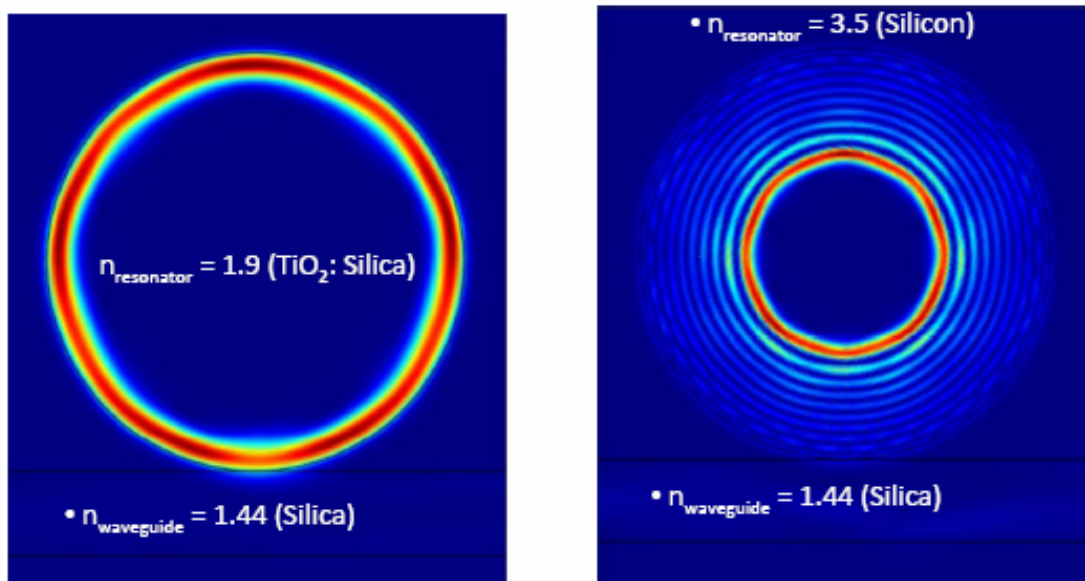 n_resonator = 1.9 (TiO₂: Silica)
• n_waveguide = 1.44 (Silica)
• n_resonator = 3.5 (Silicon)
• n_waveguide = 1.44 (Silica)